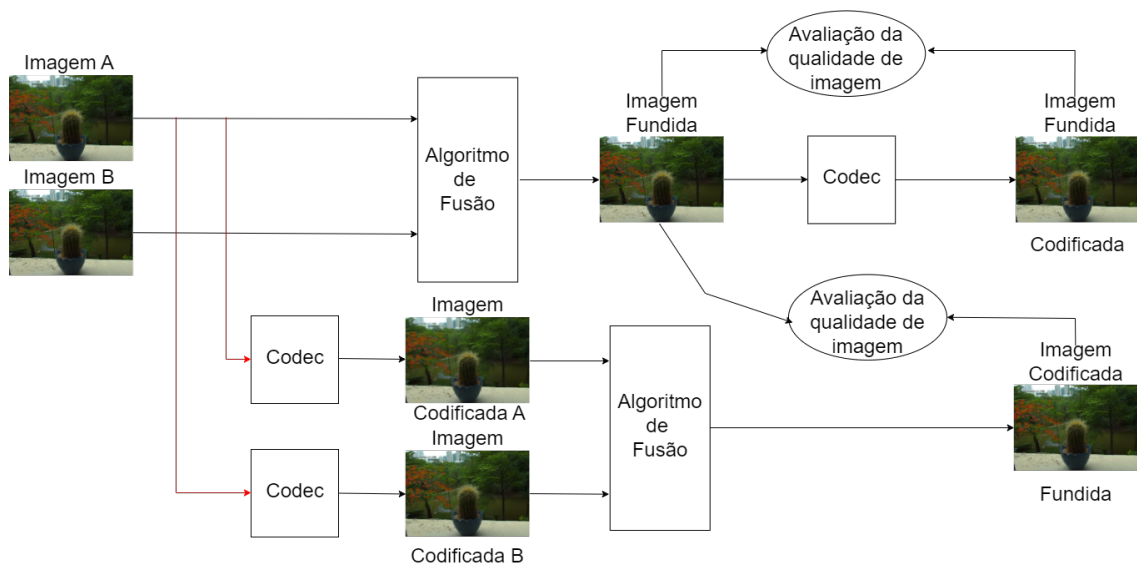 Imagem A
Imagem B
Algoritmo
de
Fusão
Imagem
Fundida
Avaliação da
qualidade de
imagem
Codec
Imagem
Fundida
Codificada
Codec
Imagem
Codificada A
Codec
Imagem
Codificada B
Algoritmo
de
Fusão
Avaliação da
qualidade de
imagem
Imagem
Codificada
Fundida